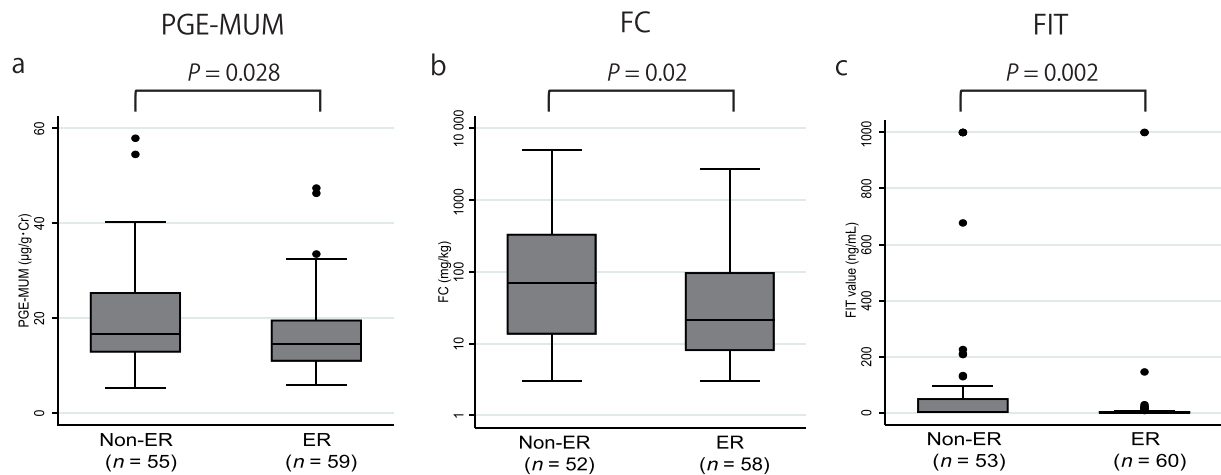 PGE-MUM
FC
FIT
a
P = 0.028
PGE-MUM (µg/g·Cr)
60
40
20
0
Non-ER
(n = 55)
ER
(n = 59)
b
P = 0.02
FC (mg/kg)
10 000
1000
100
10
1
Non-ER
(n = 52)
ER
(n = 58)
c
P = 0.002
FIT value (ng/mL)
1000
800
600
400
200
0
Non-ER
(n = 53)
ER
(n = 60)